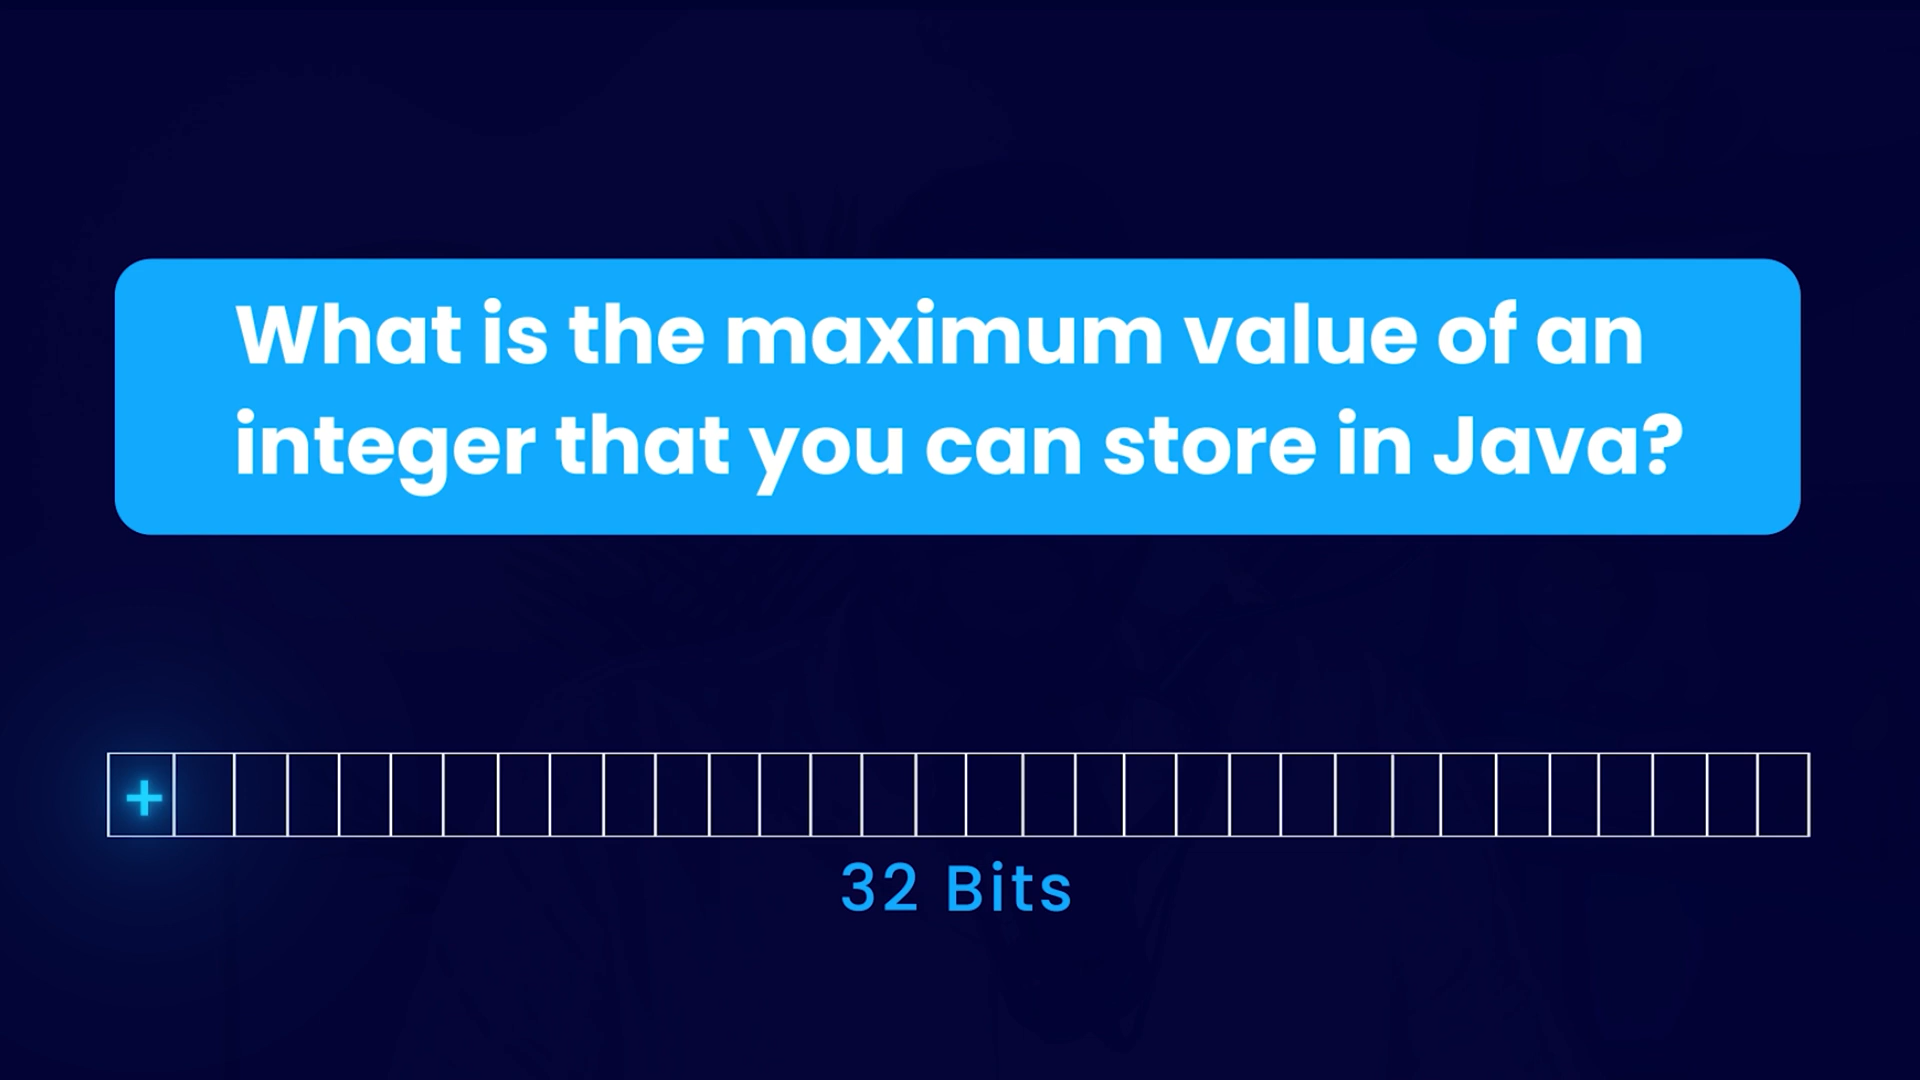 What is the maximum value of an
integer that you can store in Java?
+
32 Bits